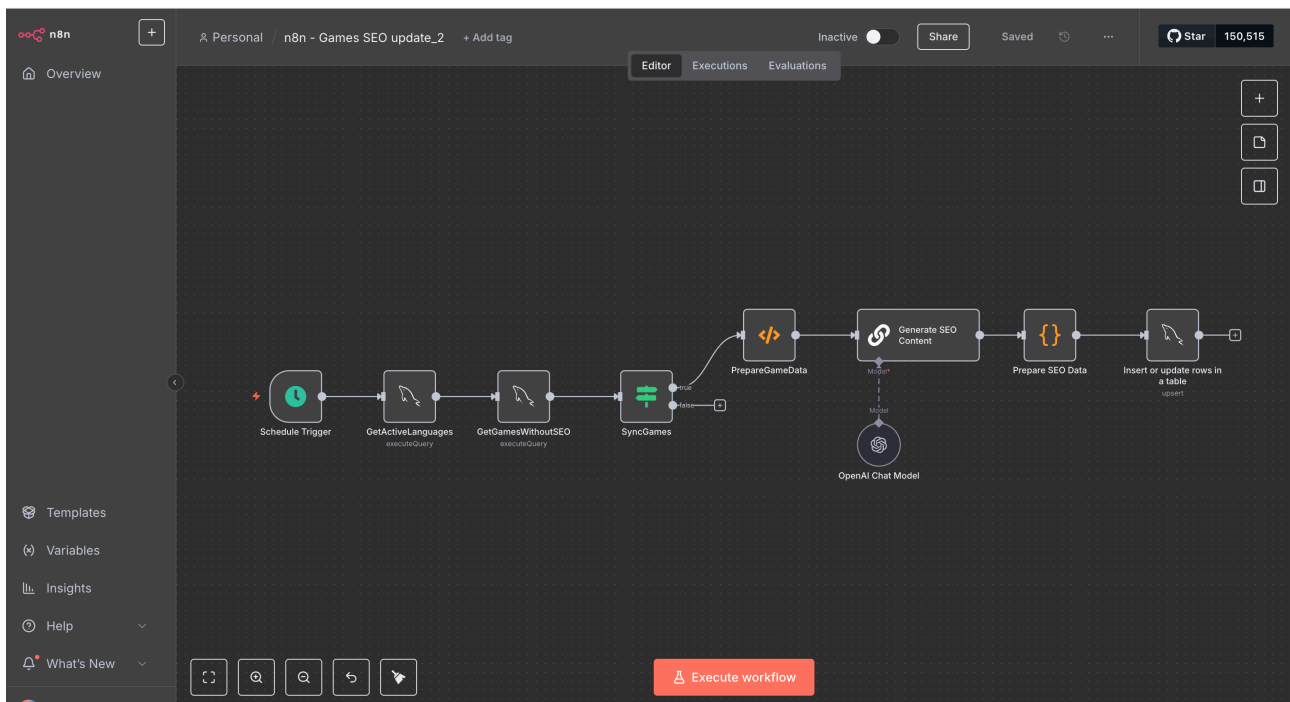 n8n
+
Personal / n8n - Games SEO update_2 + Add tag
Inactive
Share
Saved
...
Star 150,515
Editor Executions Evaluations
Overview
Templates
Variables
Insights
Help
What's New
Schedule Trigger
GetActiveLanguages
executeQuery
GetGamesWithoutSEO
executeQuery
SyncGames
true
false
PrepareGameData
Generate SEO
Content
Model*
Model
OpenAI Chat Model
Prepare SEO Data
Insert or update rows in
a table
upsert
Execute workflow